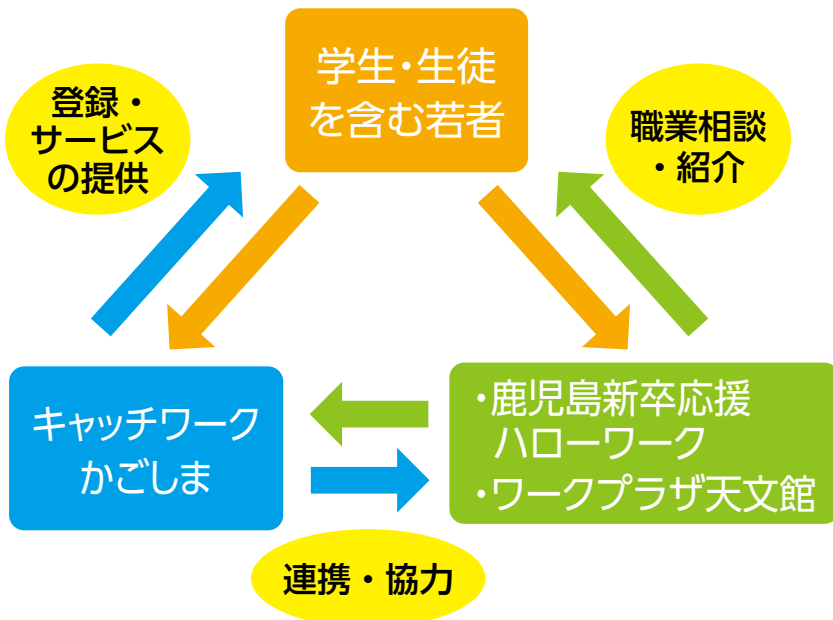 学生・生徒
を含む若者
登録・
サービス
の提供
職業相談
・紹介
キャッチワーク
かごしま
・鹿児島新卒応援
ハローワーク
・ワークプラザ天文館
連携・協力